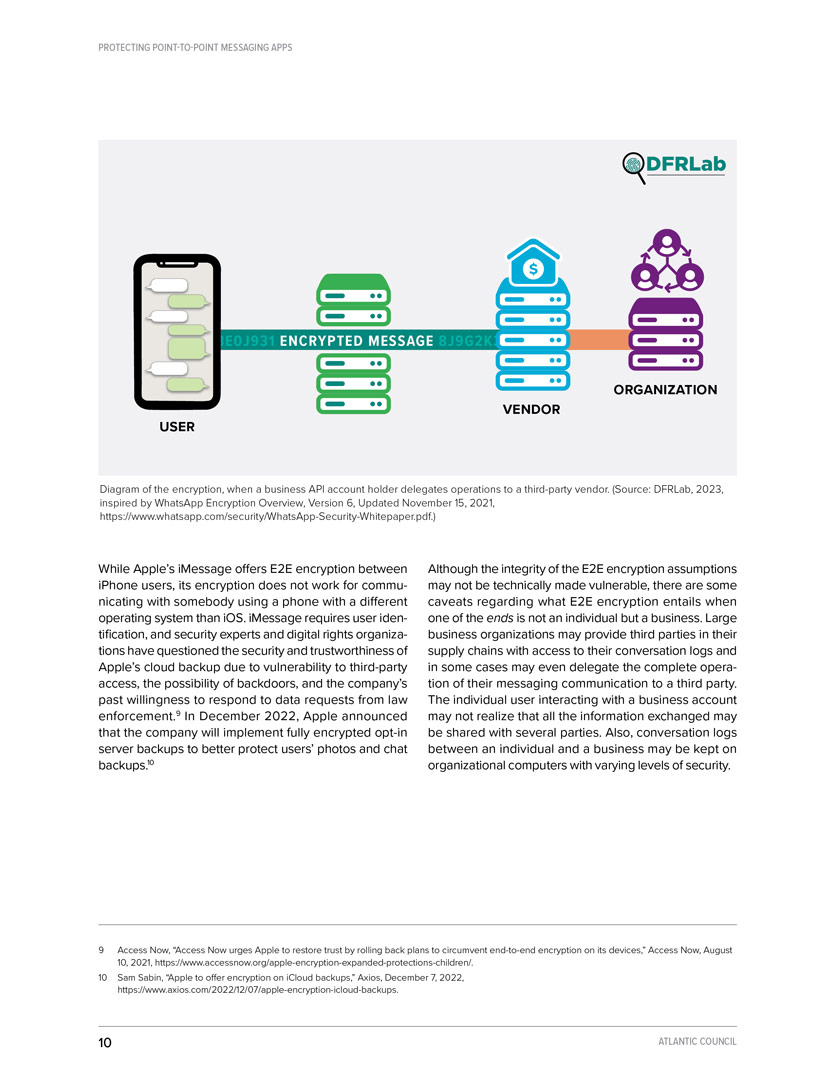 PROTECTING POINT-TO-POINT MESSAGING APPS
DFRLab
ENCRYPTED MESSAGE
USER
VENDOR
ORGANIZATION
$
Diagram of the encryption, when a business API account holder delegates operations to a third-party vendor. (Source: DFRLab, 2023,
inspired by WhatsApp Encryption Overview, Version 6, Updated November 15, 2021,
https://www.whatsapp.com/security/WhatsApp-Security-Whitepaper.pdf.)
While Apple’s iMessage offers E2E encryption between
iPhone users, its encryption does not work for commu-
nicating with somebody using a phone with a different
operating system than iOS. iMessage requires user iden-
tification, and security experts and digital rights organiza-
tions have questioned the security and trustworthiness of
Apple’s cloud backup due to vulnerability to third-party
access, the possibility of backdoors, and the company’s
past willingness to respond to data requests from law
enforcement.9 In December 2022, Apple announced
that the company will implement fully encrypted opt-in
server backups to better protect users’ photos and chat
backups.10
Although the integrity of the E2E encryption assumptions
may not be technically made vulnerable, there are some
caveats regarding what E2E encryption entails when
one of the ends is not an individual but a business. Large
business organizations may provide third parties in their
supply chains with access to their conversation logs and
in some cases may even delegate the complete opera-
tion of their messaging communication to a third party.
The individual user interacting with a business account
may not realize that all the information exchanged may
be shared with several parties. Also, conversation logs
between an individual and a business may be kept on
organizational computers with varying levels of security.
9 Access Now, “Access Now urges Apple to restore trust by rolling back plans to circumvent end-to-end encryption on its devices,” Access Now, August
10, 2021, https://www.accessnow.org/apple-encryption-expanded-protections-children/.
10 Sam Sabin, “Apple to offer encryption on iCloud backups,” Axios, December 7, 2022,
https://www.axios.com/2022/12/07/apple-encryption-icloud-backups.
10
ATLANTIC COUNCIL